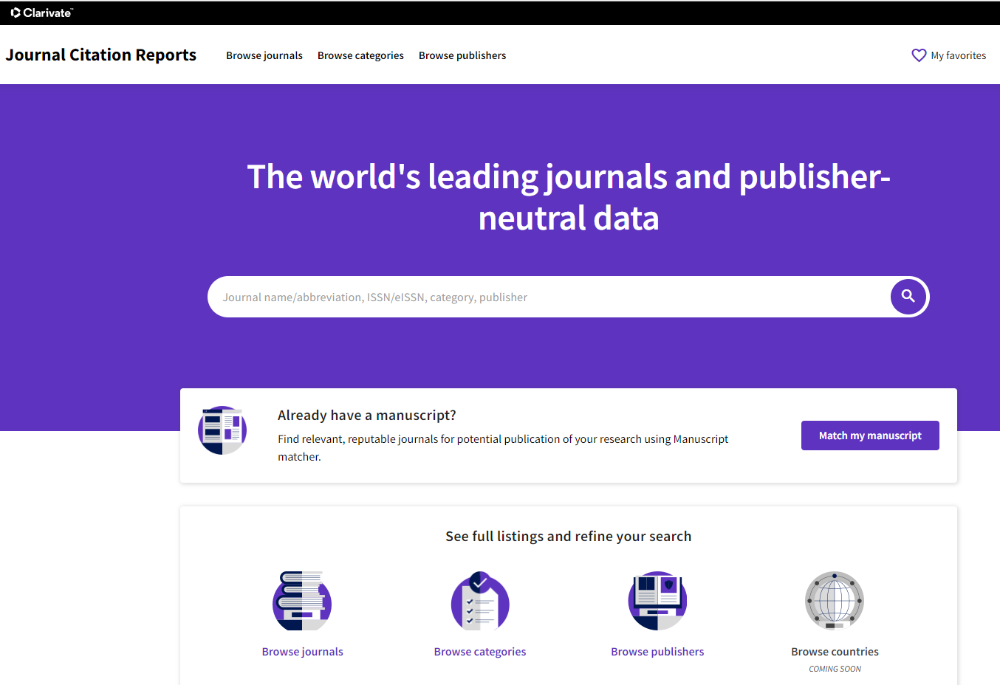 Clarivate™
Journal Citation Reports
Browse journals
Browse categories
Browse publishers
My favorites
The world's leading journals and publisher-
neutral data
Journal name/abbreviation, ISSN/eISSN, category, publisher
Already have a manuscript?
Find relevant, reputable journals for potential publication of your research using Manuscript
matcher.
Match my manuscript
See full listings and refine your search
Browse journals
Browse categories
Browse publishers
Browse countries
COMING SOON